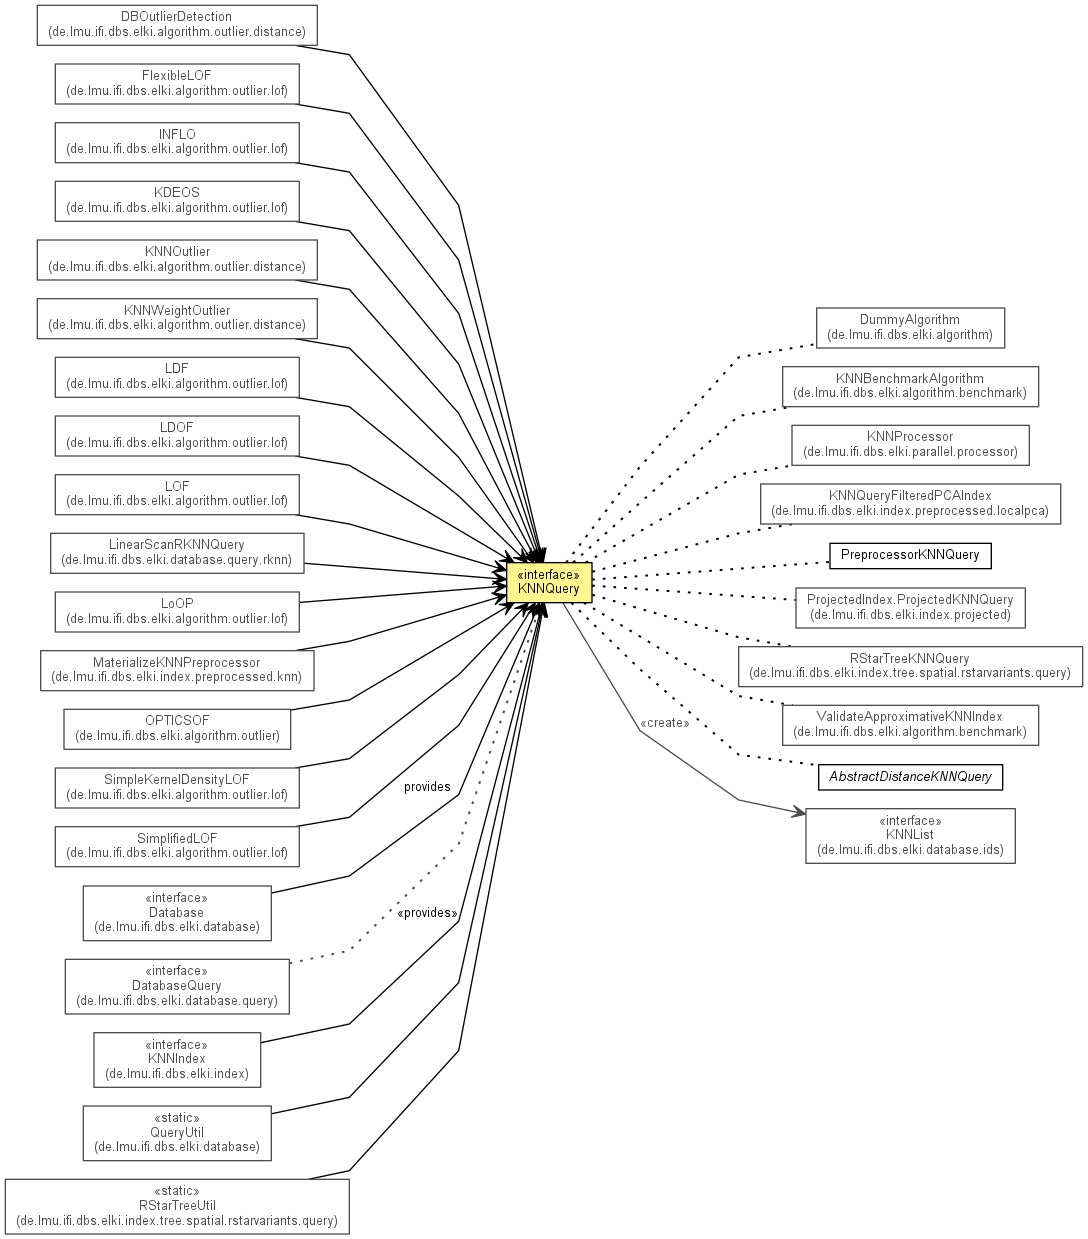 DBOutlierDetection
(de.lmu.ifi.dbs.elki.algorithm.outlier.distance)
FlexibleLOF
(de.lmu.ifi.dbs.elki.algorithm.outlier.lof)
INFLO
(de.lmu.ifi.dbs.elki.algorithm.outlier.lof)
KDEOS
(de.lmu.ifi.dbs.elki.algorithm.outlier.lof)
KNNOutlier
(de.lmu.ifi.dbs.elki.algorithm.outlier.distance)
KNNWeightOutlier
(de.lmu.ifi.dbs.elki.algorithm.outlier.distance)
LDF
(de.lmu.ifi.dbs.elki.algorithm.outlier.lof)
LDOF
(de.lmu.ifi.dbs.elki.algorithm.outlier.lof)
LOF
(de.lmu.ifi.dbs.elki.algorithm.outlier.lof)
LinearScanRKNNQuery
(de.lmu.ifi.dbs.elki.database.query.rknn)
LoOP
(de.lmu.ifi.dbs.elki.algorithm.outlier.lof)
MaterializeKNNPreprocessor
(de.lmu.ifi.dbs.elki.index.preprocessed.knn)
OPTICSOF
(de.lmu.ifi.dbs.elki.algorithm.outlier)
SimpleKernelDensityLOF
(de.lmu.ifi.dbs.elki.algorithm.outlier.lof)
SimplifiedLOF
(de.lmu.ifi.dbs.elki.algorithm.outlier.lof)
«interface»
Database
(de.lmu.ifi.dbs.elki.database)
«interface»
DatabaseQuery
(de.lmu.ifi.dbs.elki.database.query)
«interface»
KNNIndex
(de.lmu.ifi.dbs.elki.index)
«static»
QueryUtil
(de.lmu.ifi.dbs.elki.database)
«static»
RStarTreeUtil
(de.lmu.ifi.dbs.elki.index.tree.spatial.rstarvariants.query)
provides
«provides»
«interface»
KNNQuery
«create»
DummyAlgorithm
(de.lmu.ifi.dbs.elki.algorithm)
KNNBenchmarkAlgorithm
(de.lmu.ifi.dbs.elki.algorithm.benchmark)
KNNProcessor
(de.lmu.ifi.dbs.elki.parallel.processor)
KNNQueryFilteredPCAIndex
(de.lmu.ifi.dbs.elki.index.preprocessed.localpca)
PreprocessorKNNQuery
ProjectedIndex.ProjectedKNNQuery
(de.lmu.ifi.dbs.elki.index.projected)
RStarTreeKNNQuery
(de.lmu.ifi.dbs.elki.index.tree.spatial.rstarvariants.query)
ValidateApproximativeKNNIndex
(de.lmu.ifi.dbs.elki.algorithm.benchmark)
AbstractDistanceKNNQuery
«interface»
KNNList
(de.lmu.ifi.dbs.elki.database.ids)